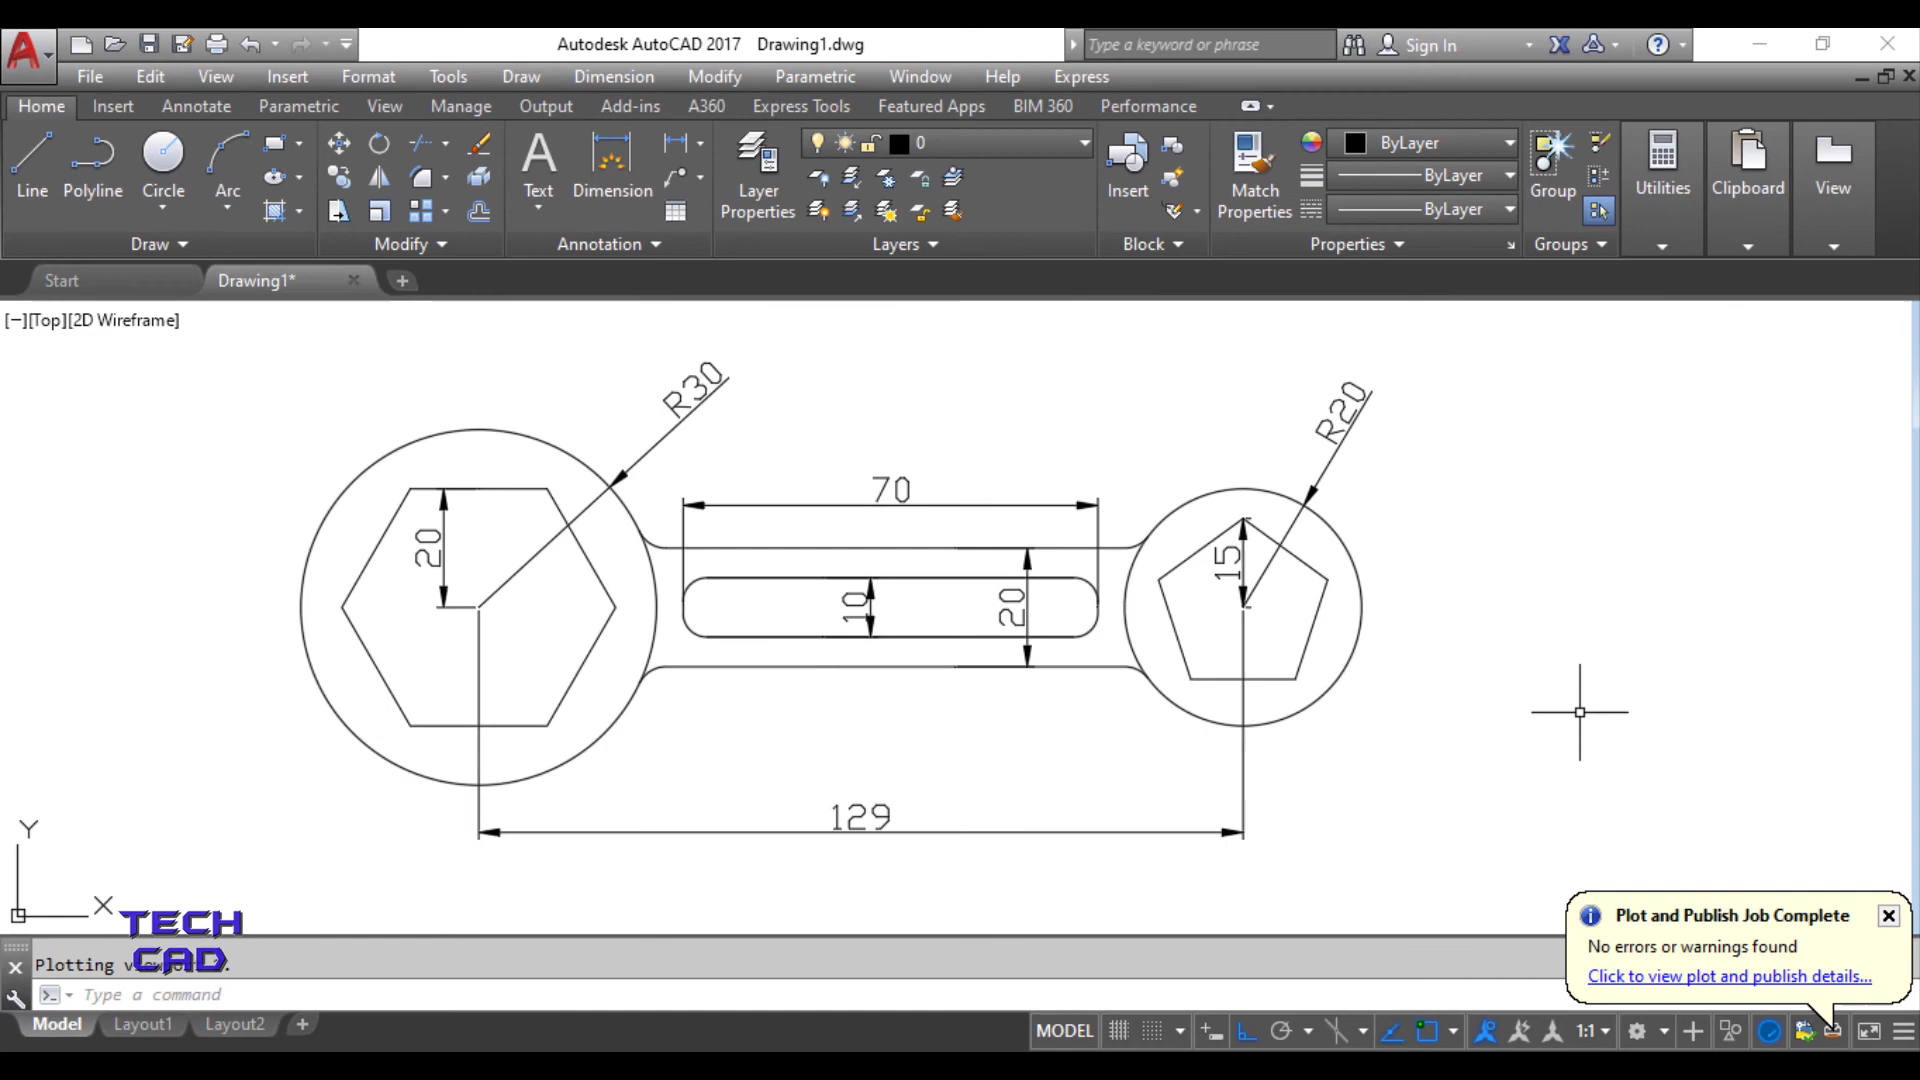 Autodesk AutoCAD 2017 Drawing1.dwg
Type a keyword or phrase
Sign In
File Edit View Insert Format Tools Draw Dimension Modify Parametric Window Help Express
Home Insert Annotate Parametric View Manage Output Add-ins A360 Express Tools Featured Apps BIM 360 Performance
0
ByLayer
ByLayer
ByLayer
Line Polyline Circle Arc
Text Dimension
Layer Properties
Insert
Match Properties
Group
Utilities Clipboard View
Draw Modify Annotation Layers Block Properties Groups
Start Drawing1*
[−][Top][2D Wireframe]
R30
R20
70
20
15
10
20
129
Y
X
TECH
CAD
Plot and Publish Job Complete
No errors or warnings found
Click to view plot and publish details...
Plotting
Type a command
Model Layout1 Layout2
MODEL
1:1